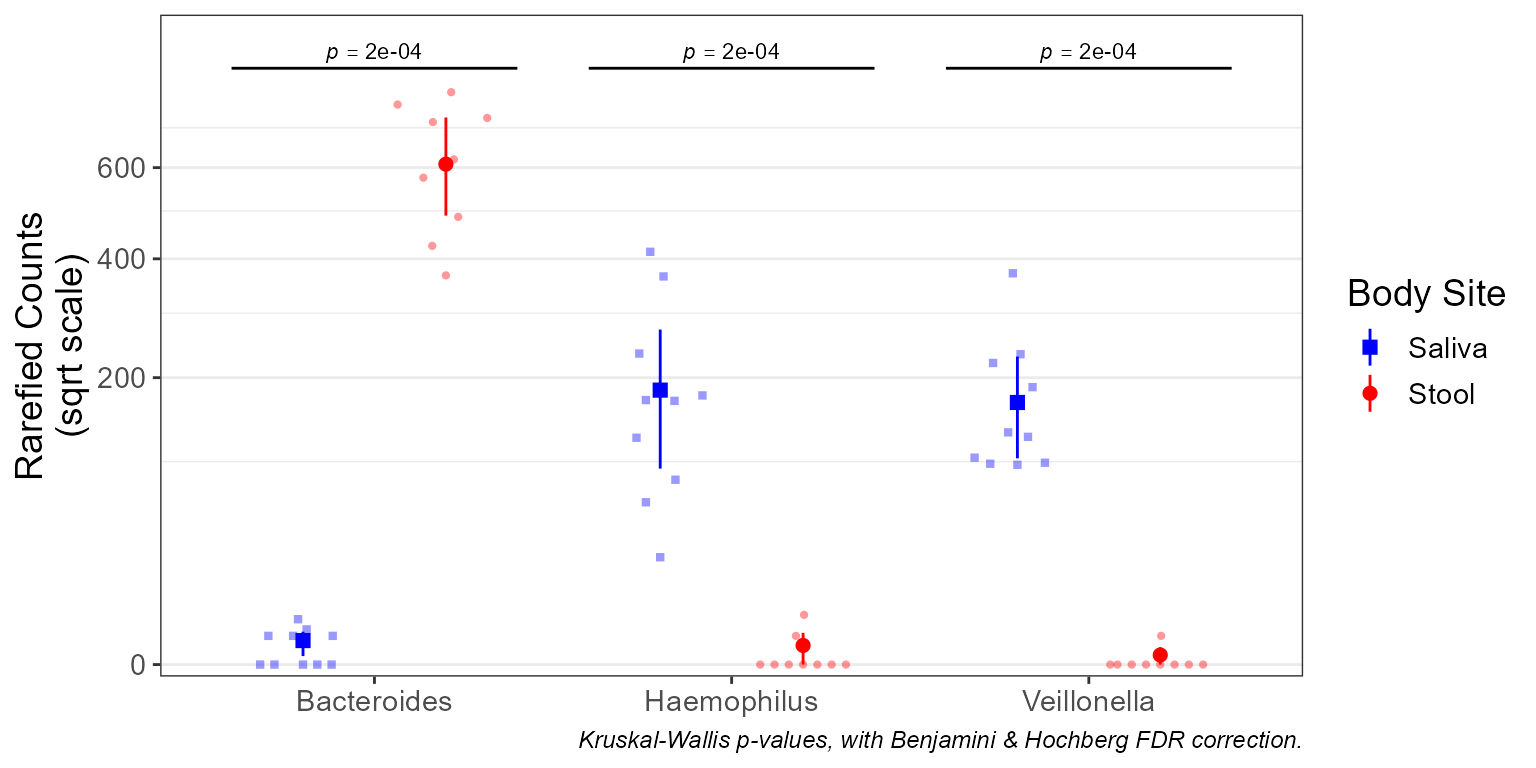 p = 2e-04
p = 2e-04
p = 2e-04
Rarefied Counts
(sqrt scale)
600
400
200
0
Bacteroides
Haemophilus
Veillonella
Body Site
Saliva
Stool
Kruskal-Wallis p-values, with Benjamini & Hochberg FDR correction.